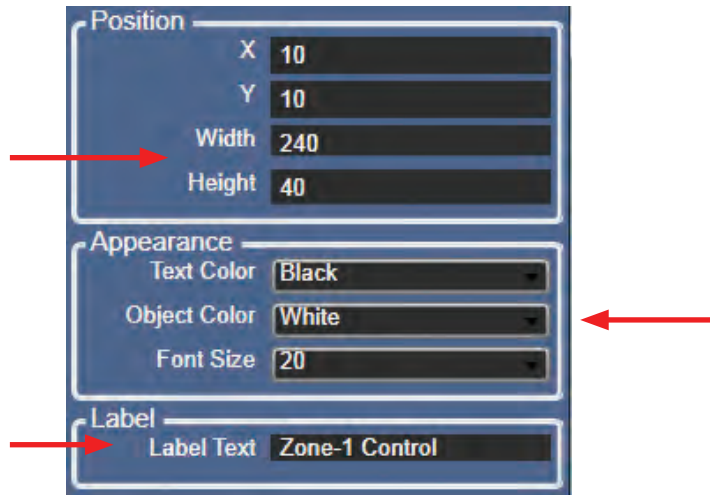 Position
X 10
Y 10
Width 240
Height 40
Appearance
Text Color Black
Object Color White
Font Size 20
Label
Label Text Zone-1 Control